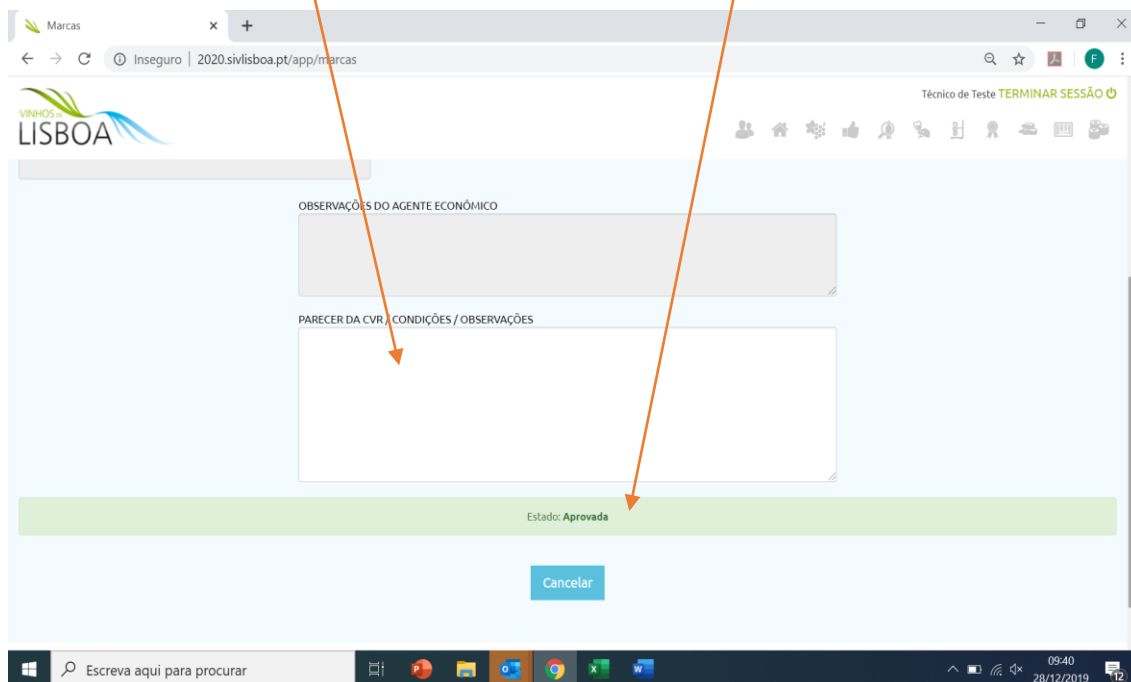 Marcas
Inseguro | 2020.sivlisboa.pt/app/marcas
F
Técnico de Teste TERMINAR SESSÃO
VINHOS DE
LISBOA
OBSERVAÇÕES DO AGENTE ECONÓMICO
PARECER DA CVR / CONDIÇÕES / OBSERVAÇÕES
Estado: Aprovada
Cancelar
Escreva aqui para procurar
09:40
28/12/2019
12